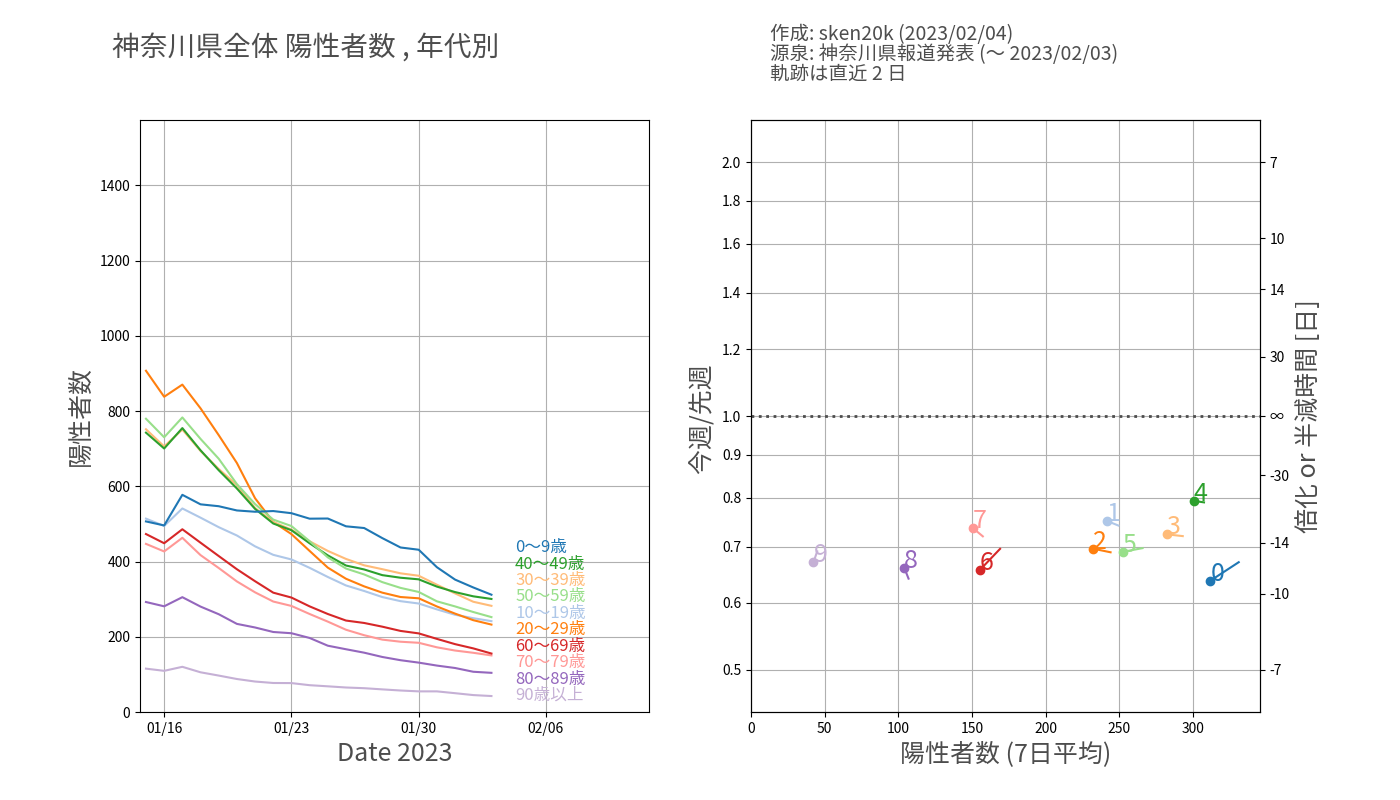 神奈川県全体 陽性者数 , 年代別
作成: sken20k (2023/02/04)
源泉: 神奈川県報道発表 (～ 2023/02/03)
軌跡は直近 2 日
陽性者数
1400
1200
1000
800
600
400
200
0
01/16
01/23
01/30
02/06
Date 2023
0～9歳
40～49歳
30～39歳
50～59歳
10～19歳
20～29歳
60～69歳
70～79歳
80～89歳
90歳以上
今週/先週
2.0
1.8
1.6
1.4
1.2
1.0
0.9
0.8
0.7
0.6
0.5
9
8
7
6
2
1
5
3
4
0
0
50
100
150
200
250
300
陽性者数 (7日平均)
7
10
14
30
∞
-30
-14
-10
-7
倍化 or 半減時間 [日]